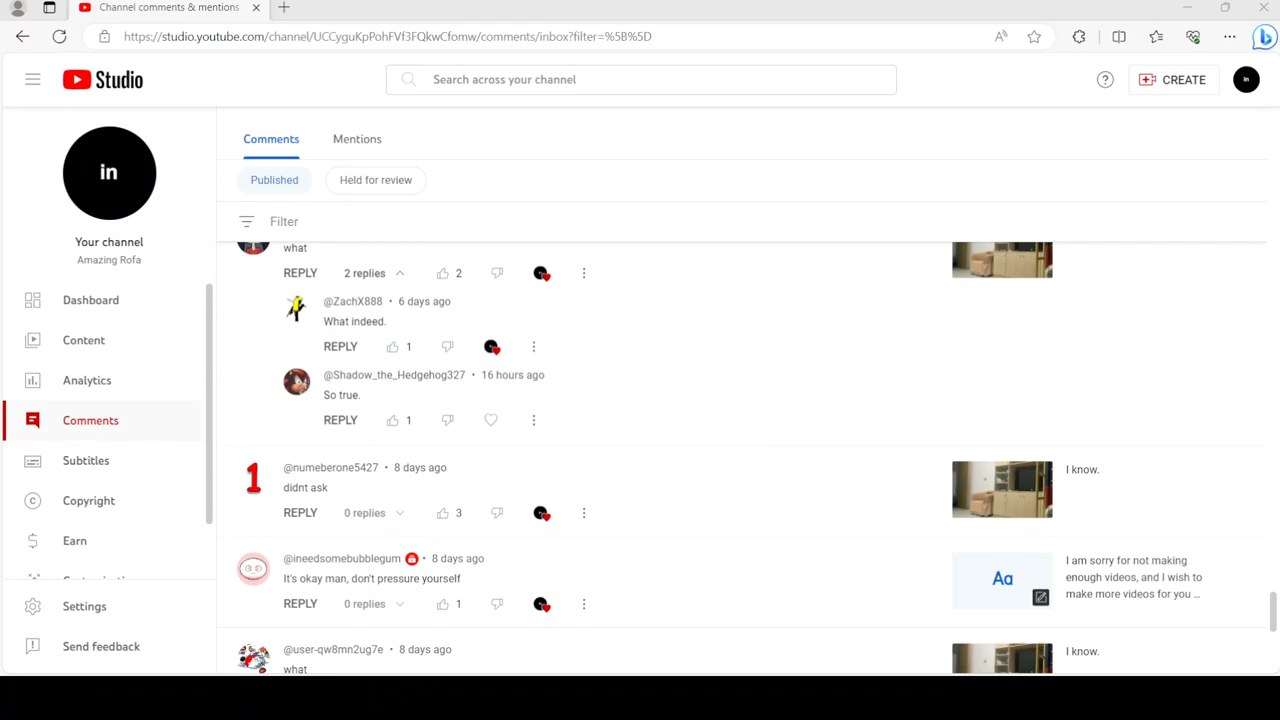 Channel comments & mentions
https://studio.youtube.com/channel/UCCyguKpPohFVf3FQkwCfomw/comments/inbox?filter=%5B%5D
Studio
Search across your channel
CREATE
in
in
Your channel
Amazing Rofa
Dashboard
Content
Analytics
Comments
Subtitles
Copyright
Earn
Settings
Send feedback
Comments
Mentions
Published
Held for review
Filter
what
REPLY
2 replies
2
@ZachX888 • 6 days ago
What indeed.
REPLY
1
@Shadow_the_Hedgehog327 • 16 hours ago
So true.
REPLY
1
1
@numeberone5427 • 8 days ago
didnt ask
REPLY
0 replies
3
I know.
@ineedsomebubblegum • 8 days ago
It's okay man, don't pressure yourself
REPLY
0 replies
1
Aa
I am sorry for not making
enough videos, and I wish to
make more videos for you ...
@user-qw8mn2ug7e • 8 days ago
what
I know.